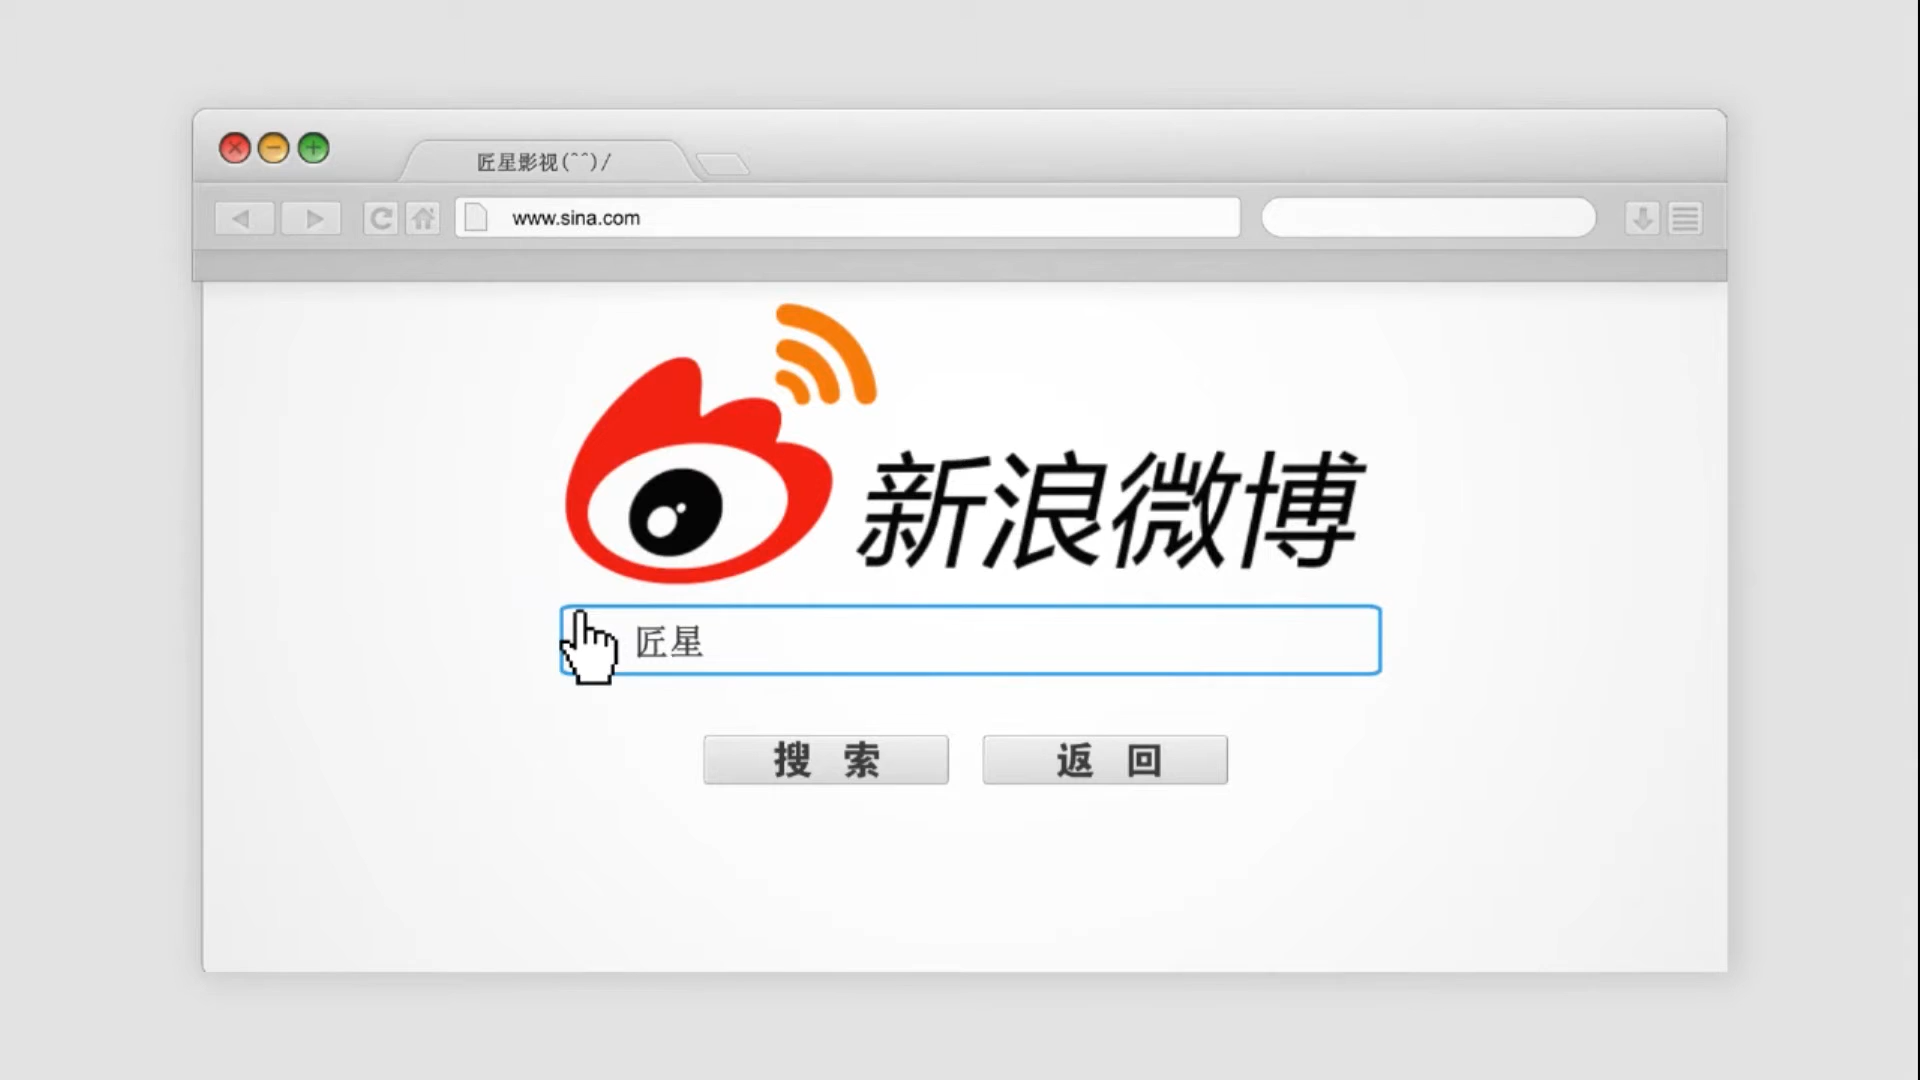 匠星影视(^^)/
www.sina.com
新浪微博
匠星
搜 索
返 回